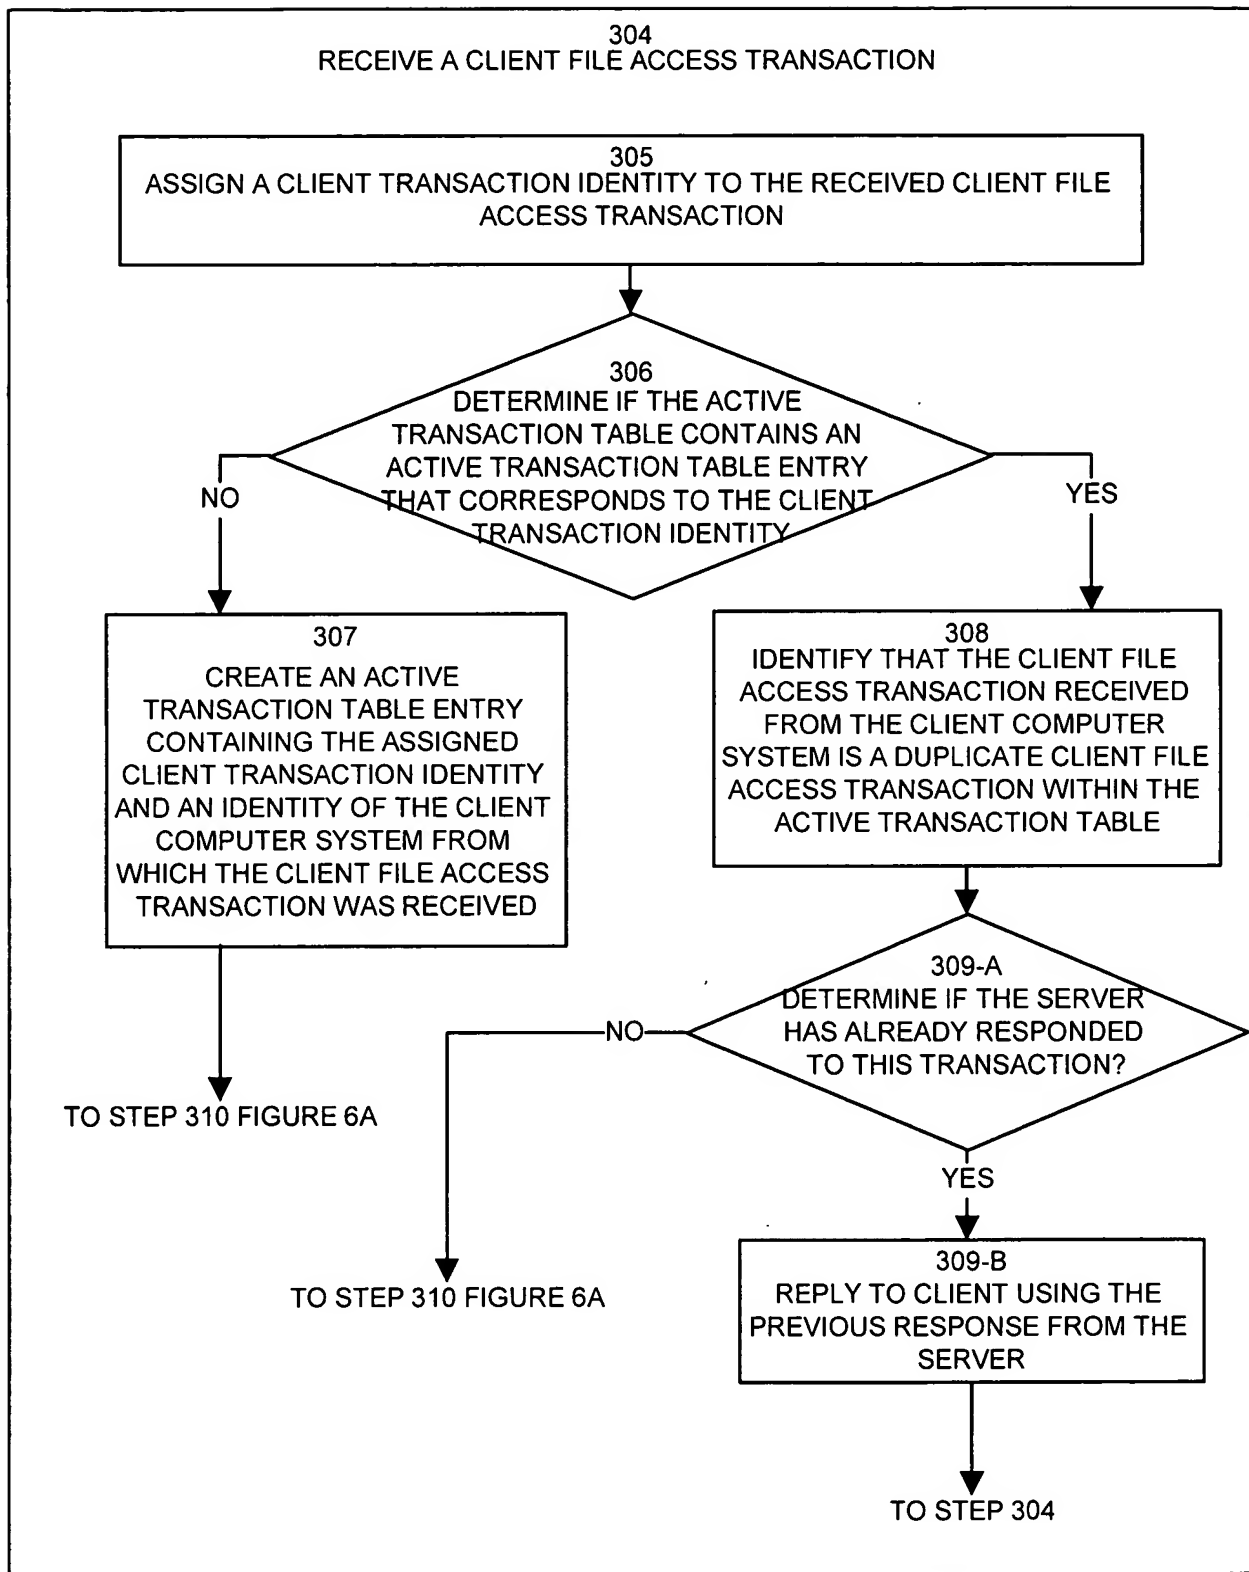 304
RECEIVE A CLIENT FILE ACCESS TRANSACTION
305
ASSIGN A CLIENT TRANSACTION IDENTITY TO THE RECEIVED CLIENT FILE
ACCESS TRANSACTION
306
DETERMINE IF THE ACTIVE
TRANSACTION TABLE CONTAINS AN
ACTIVE TRANSACTION TABLE ENTRY
THAT CORRESPONDS TO THE CLIENT
TRANSACTION IDENTITY
NO
YES
307
CREATE AN ACTIVE
TRANSACTION TABLE ENTRY
CONTAINING THE ASSIGNED
CLIENT TRANSACTION IDENTITY
AND AN IDENTITY OF THE CLIENT
COMPUTER SYSTEM FROM
WHICH THE CLIENT FILE ACCESS
TRANSACTION WAS RECEIVED
308
IDENTIFY THAT THE CLIENT FILE
ACCESS TRANSACTION RECEIVED
FROM THE CLIENT COMPUTER
SYSTEM IS A DUPLICATE CLIENT FILE
ACCESS TRANSACTION WITHIN THE
ACTIVE TRANSACTION TABLE
309-A
DETERMINE IF THE SERVER
HAS ALREADY RESPONDED
TO THIS TRANSACTION?
NO
TO STEP 310 FIGURE 6A
YES
309-B
REPLY TO CLIENT USING THE
PREVIOUS RESPONSE FROM THE
SERVER
TO STEP 310 FIGURE 6A
TO STEP 304